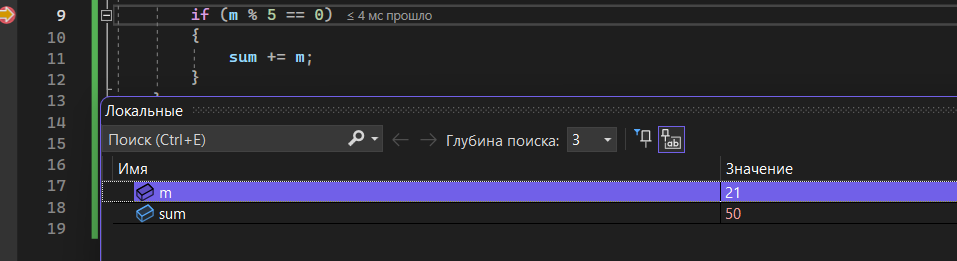 9 if (m % 5 == 0) ≤ 4 мс прошло
10 {
11 sum += m;
12 }
13
14
Локальные
15 Поиск (Ctrl+E) Глубина поиска: 3
16 Имя Значение
17 m 21
18 sum 50
19